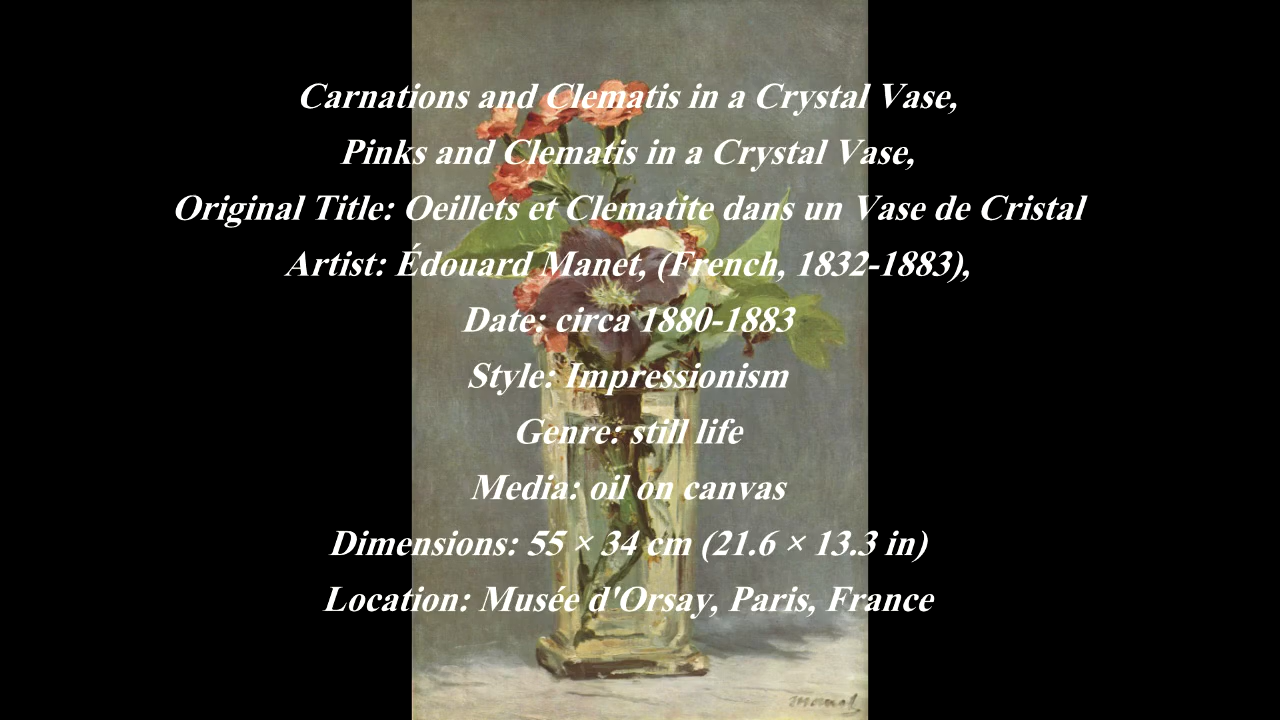 Carnations and Clematis in a Crystal Vase,
Pinks and Clematis in a Crystal Vase,
Original Title: Oeillets et Clematite dans un Vase de Cristal
Artist: Édouard Manet, (French, 1832-1883),
Date: circa 1880-1883
Style: Impressionism
Genre: still life
Media: oil on canvas
Dimensions: 55 × 34 cm (21.6 × 13.3 in)
Location: Musée d'Orsay, Paris, France
manet